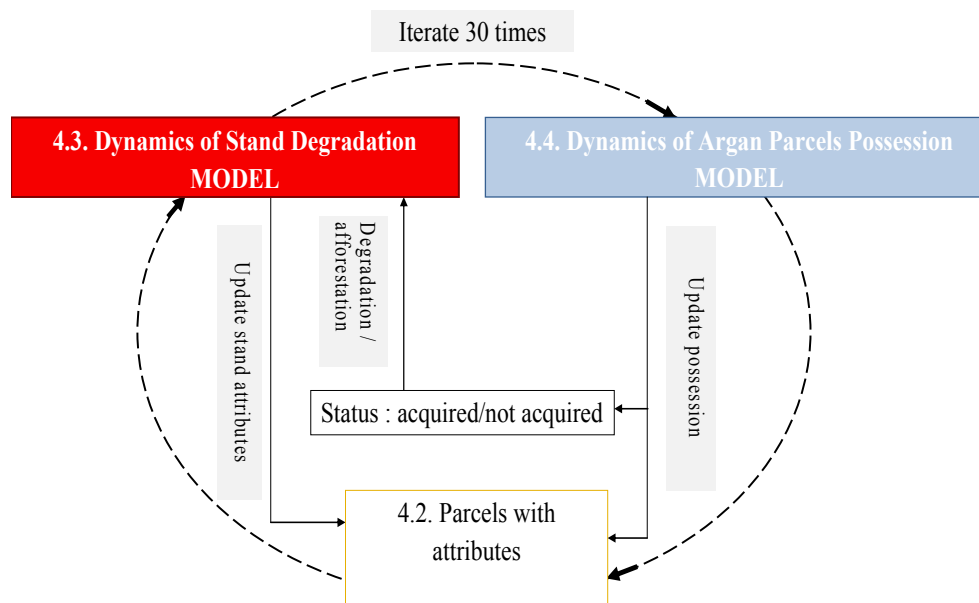 Iterate 30 times
4.3. Dynamics of Stand Degradation
MODEL
4.4. Dynamics of Argan Parcels Possession
MODEL
Update stand attributes
Degradation /
afforestation
Update possession
Status : acquired/not acquired
4.2. Parcels with
attributes